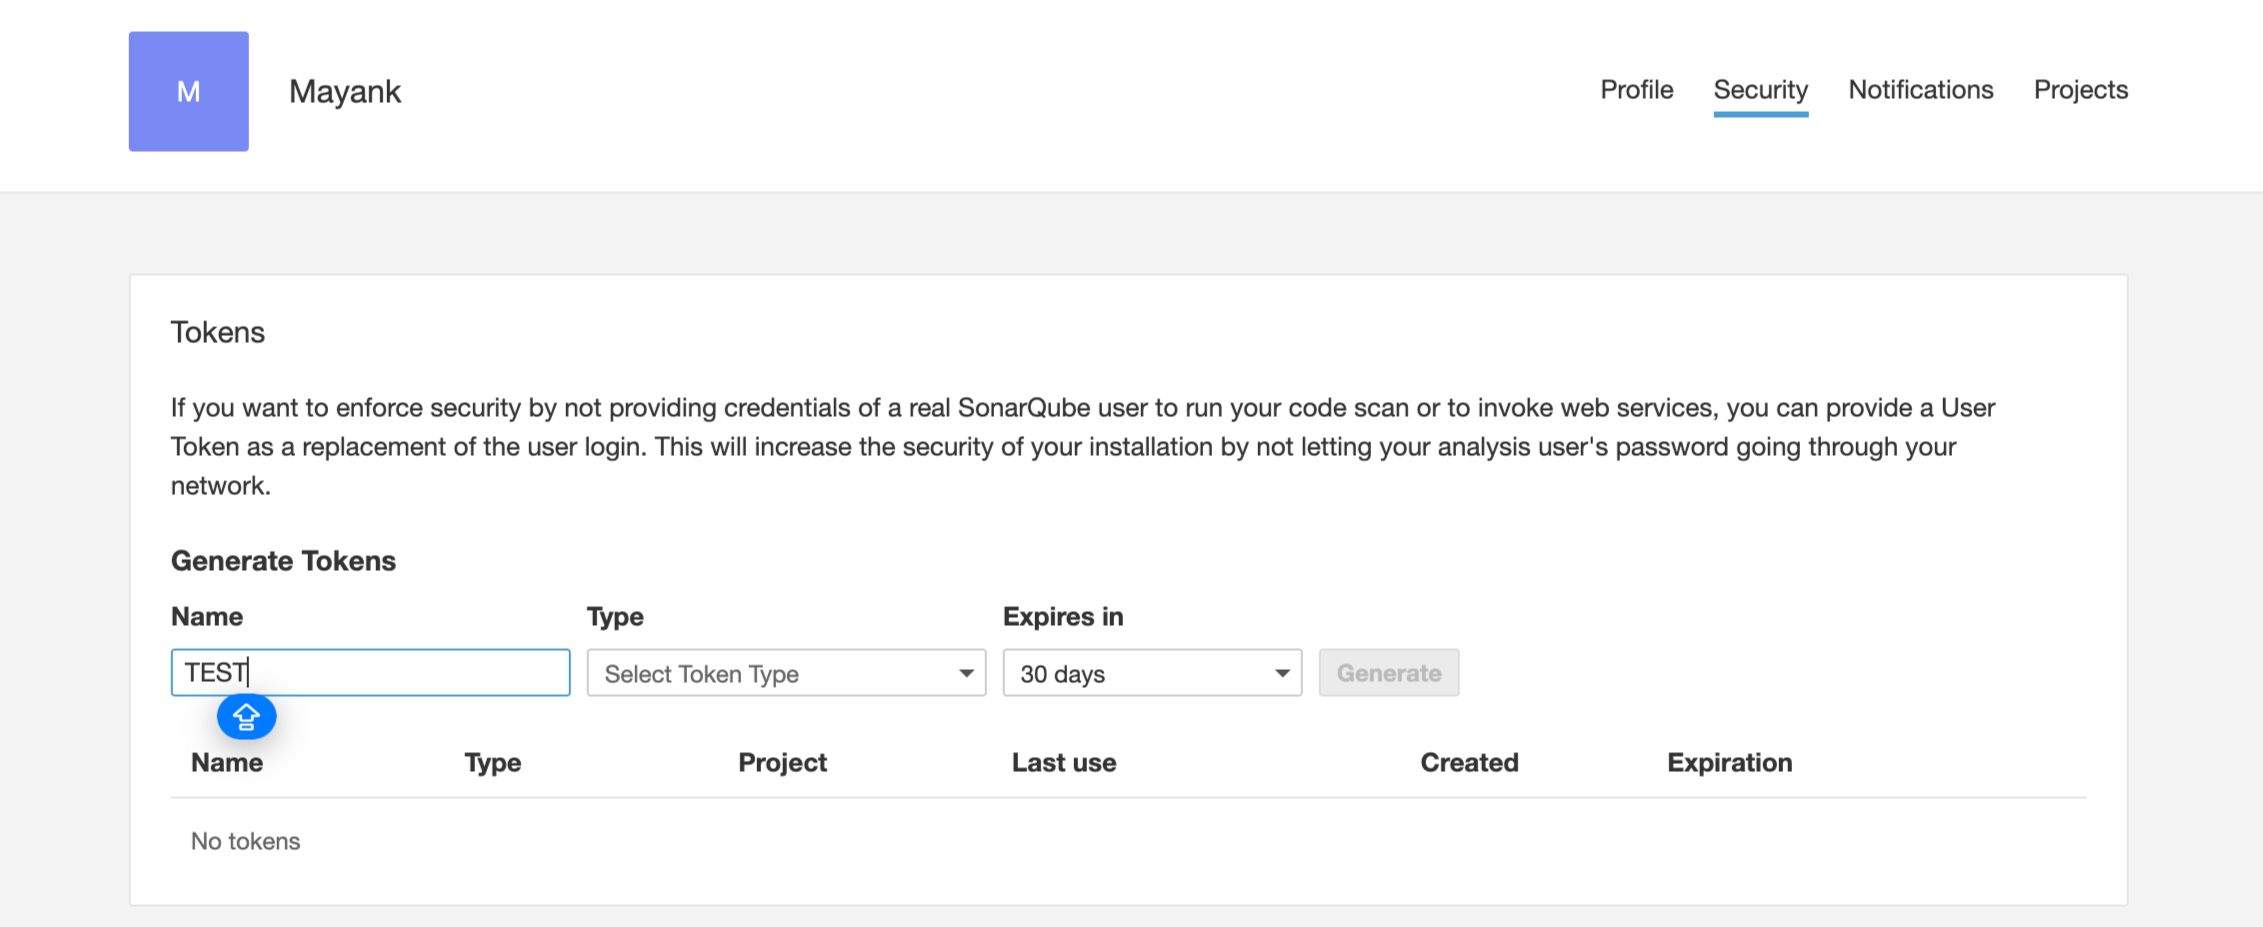 M
Mayank
Profile Security Notifications Projects
Tokens
If you want to enforce security by not providing credentials of a real SonarQube user to run your code scan or to invoke web services, you can provide a User
Token as a replacement of the user login. This will increase the security of your installation by not letting your analysis user's password going through your
network.
Generate Tokens
Name Type Expires in
TEST Select Token Type 30 days Generate
Name Type Project Last use Created Expiration
No tokens